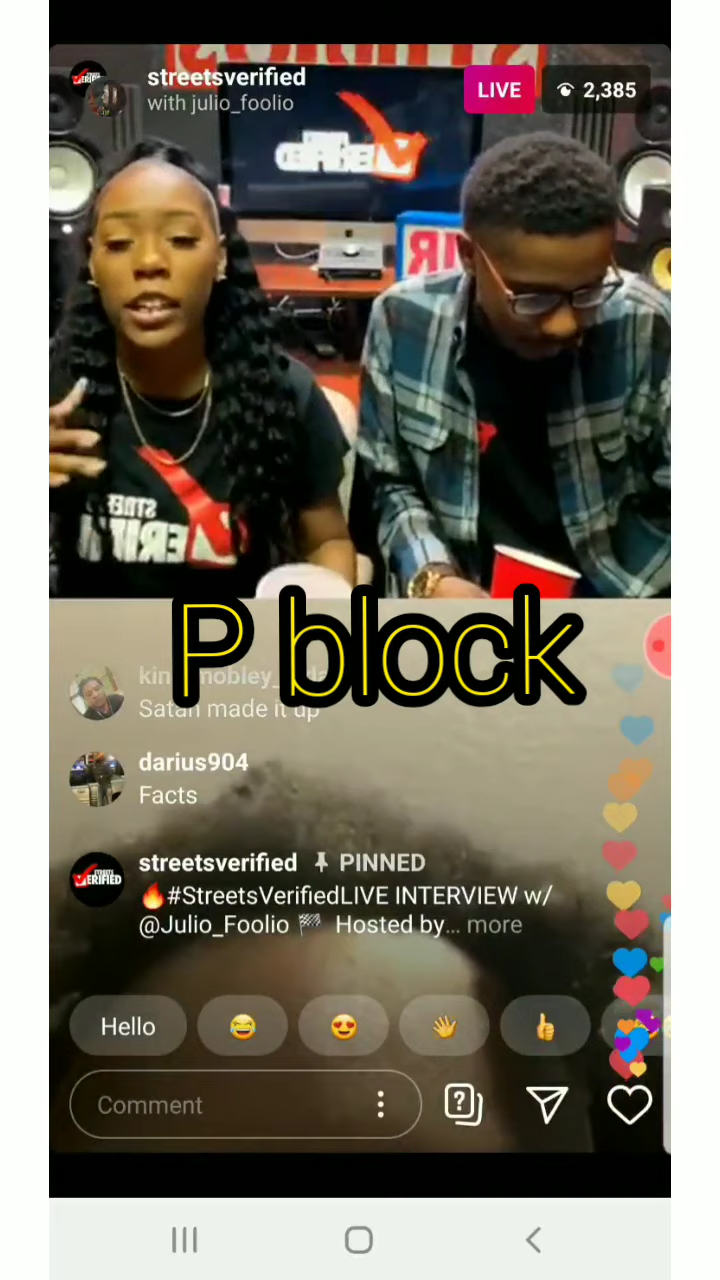 streetsverified
with julio_foolio
LIVE
2,385
P block
Satan made it up
darius904
Facts
streetsverified PINNED
🔥#StreetsVerifiedLIVE INTERVIEW w/
@Julio_Foolio 🏁 Hosted by... more
Hello
Comment